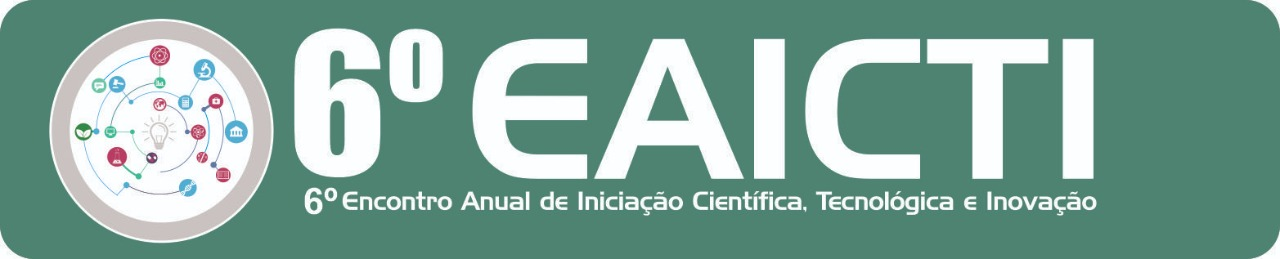 6º EAICTI
6º Encontro Anual de Iniciação Científica, Tecnológica e Inovação